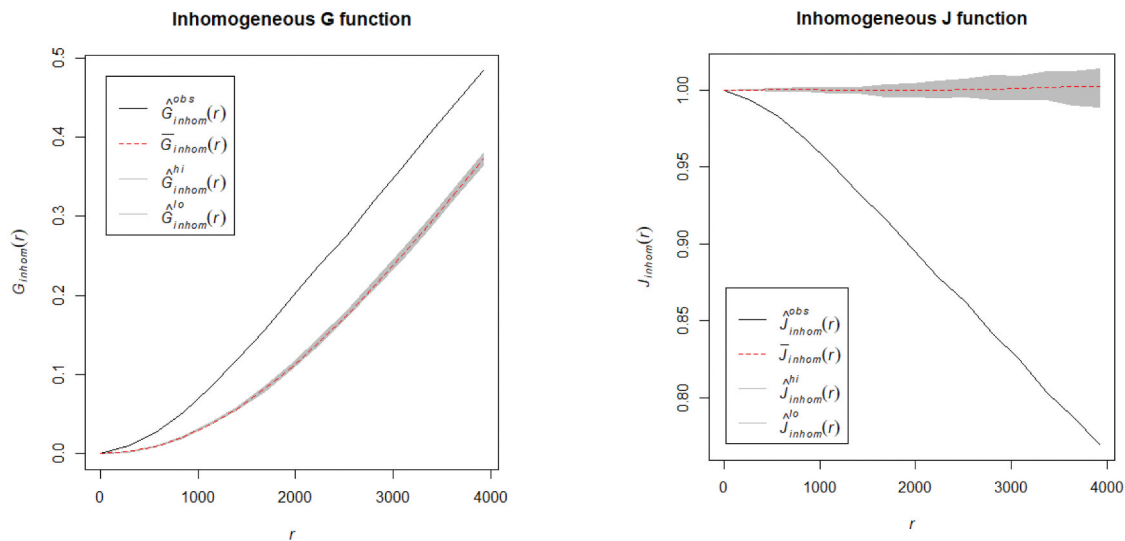 Inhomogeneous G function
0.5
0.4
0.3
0.2
0.1
0.0
G_inhom(r)
Ĝ^obs_inhom(r)
G̅_inhom(r)
Ĝ^hi_inhom(r)
Ĝ^lo_inhom(r)
0 1000 2000 3000 4000
r
Inhomogeneous J function
1.00
0.95
0.90
0.85
0.80
J_inhom(r)
Ĵ^obs_inhom(r)
J̅_inhom(r)
Ĵ^hi_inhom(r)
Ĵ^lo_inhom(r)
0 1000 2000 3000 4000
r